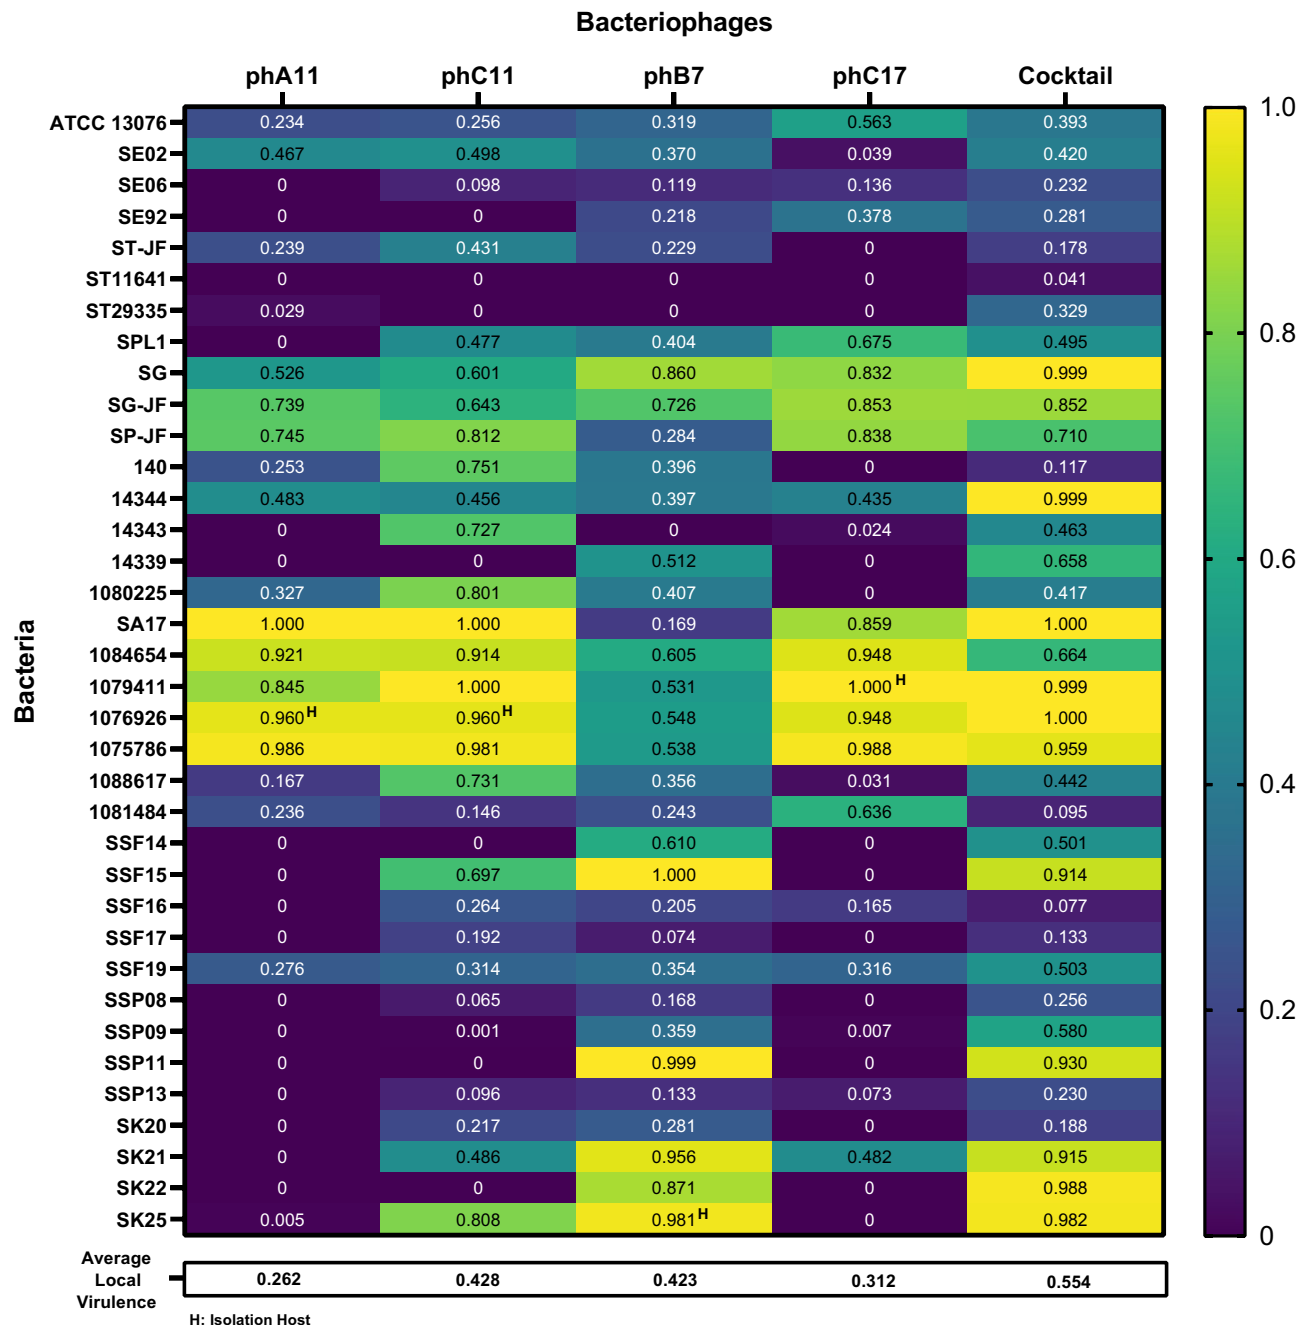 Bacteriophages
phA11 phC11 phB7 phC17 Cocktail
Bacteria
ATCC 13076 0.234 0.256 0.319 0.563 0.393
SE02 0.467 0.498 0.370 0.039 0.420
SE06 0 0.098 0.119 0.136 0.232
SE92 0 0 0.218 0.378 0.281
ST-JF 0.239 0.431 0.229 0 0.178
ST11641 0 0 0 0 0.041
ST29335 0.029 0 0 0 0.329
SPL1 0 0.477 0.404 0.675 0.495
SG 0.526 0.601 0.860 0.832 0.999
SG-JF 0.739 0.643 0.726 0.853 0.852
SP-JF 0.745 0.812 0.284 0.838 0.710
140 0.253 0.751 0.396 0 0.117
14344 0.483 0.456 0.397 0.435 0.999
14343 0 0.727 0 0.024 0.463
14339 0 0 0.512 0 0.658
1080225 0.327 0.801 0.407 0 0.417
SA17 1.000 1.000 0.169 0.859 1.000
1084654 0.921 0.914 0.605 0.948 0.664
1079411 0.845 1.000 0.531 1.000 H 0.999
1076926 0.960 H 0.960 H 0.548 0.948 1.000
1075786 0.986 0.981 0.538 0.988 0.959
1088617 0.167 0.731 0.356 0.031 0.442
1081484 0.236 0.146 0.243 0.636 0.095
SSF14 0 0 0.610 0 0.501
SSF15 0 0.697 1.000 0 0.914
SSF16 0 0.264 0.205 0.165 0.077
SSF17 0 0.192 0.074 0 0.133
SSF19 0.276 0.314 0.354 0.316 0.503
SSP08 0 0.065 0.168 0 0.256
SSP09 0 0.001 0.359 0.007 0.580
SSP11 0 0 0.999 0 0.930
SSP13 0 0.096 0.133 0.073 0.230
SK20 0 0.217 0.281 0 0.188
SK21 0 0.486 0.956 0.482 0.915
SK22 0 0 0.871 0 0.988
SK25 0.005 0.808 0.981 H 0 0.982
1.0
0.8
0.6
0.4
0.2
0
Average
Local
Virulence
0.262 0.428 0.423 0.312 0.554
H: Isolation Host